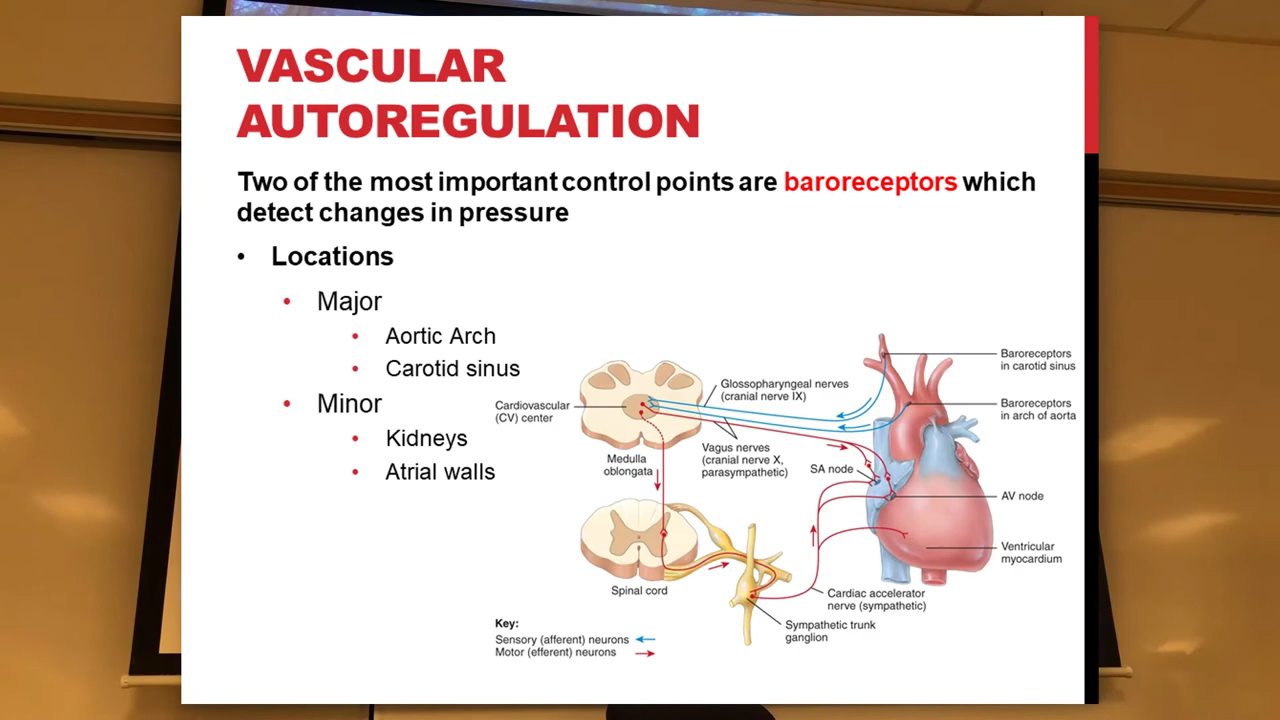 VASCULAR
AUTOREGULATION
Two of the most important control points are baroreceptors which
detect changes in pressure
• Locations
• Major
• Aortic Arch
• Carotid sinus
• Minor
• Kidneys
• Atrial walls
Baroreceptors
in carotid sinus
Glossopharyngeal nerves
(cranial nerve IX)
Cardiovascular
(CV) center
Baroreceptors
in arch of aorta
Vagus nerves
(cranial nerve X,
parasympathetic)
Medulla
oblongata
SA node
AV node
Ventricular
myocardium
Spinal cord
Cardiac accelerator
nerve (sympathetic)
Sympathetic trunk
ganglion
Key:
Sensory (afferent) neurons
Motor (efferent) neurons